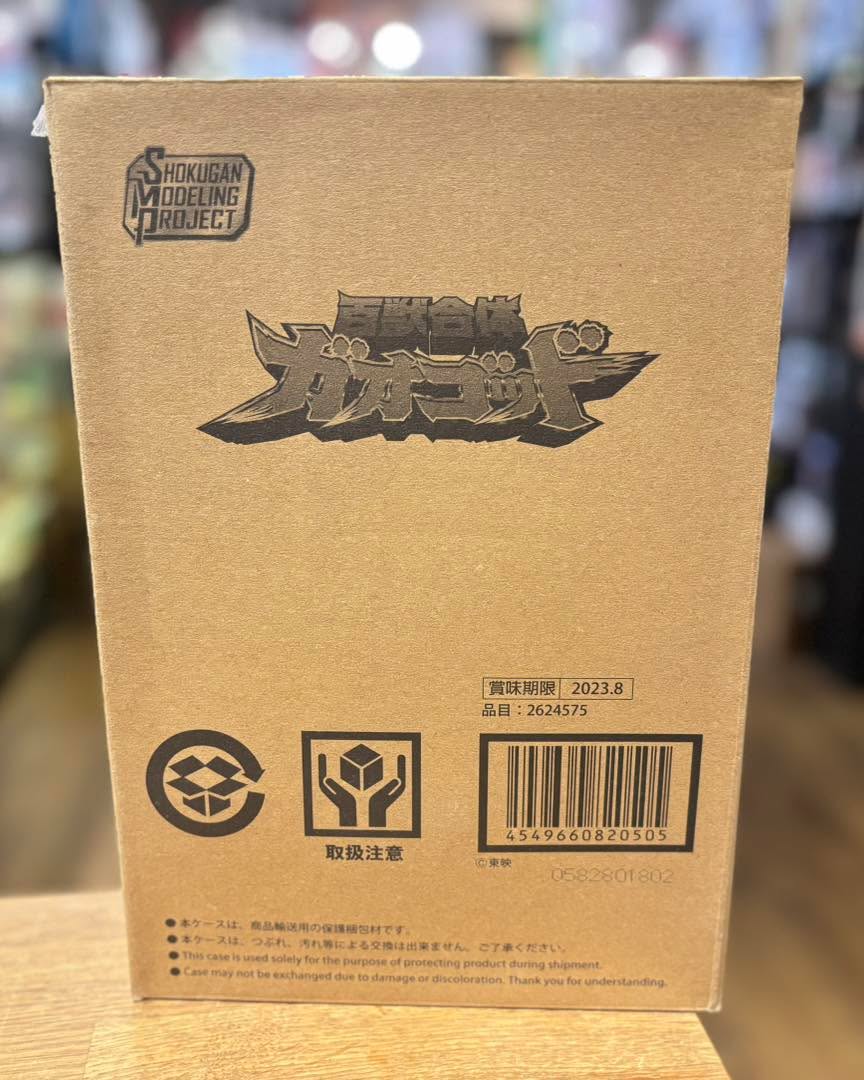 SHOKUGAN
MODELING
PROJECT
百獣合体
ガオゴッド
賞味期限 2023.8
品目：2624575
取扱注意
4549660820505
©東映
0582801802
● 本ケースは、商品輸送用の保護梱包材です。
● 本ケースは、つぶれ、汚れ等による交換は出来ません。ご了承ください。
● This case is used solely for the purpose of protecting product during shipment.
● Case may not be exchanged due to damage or discoloration. Thank you for understanding.